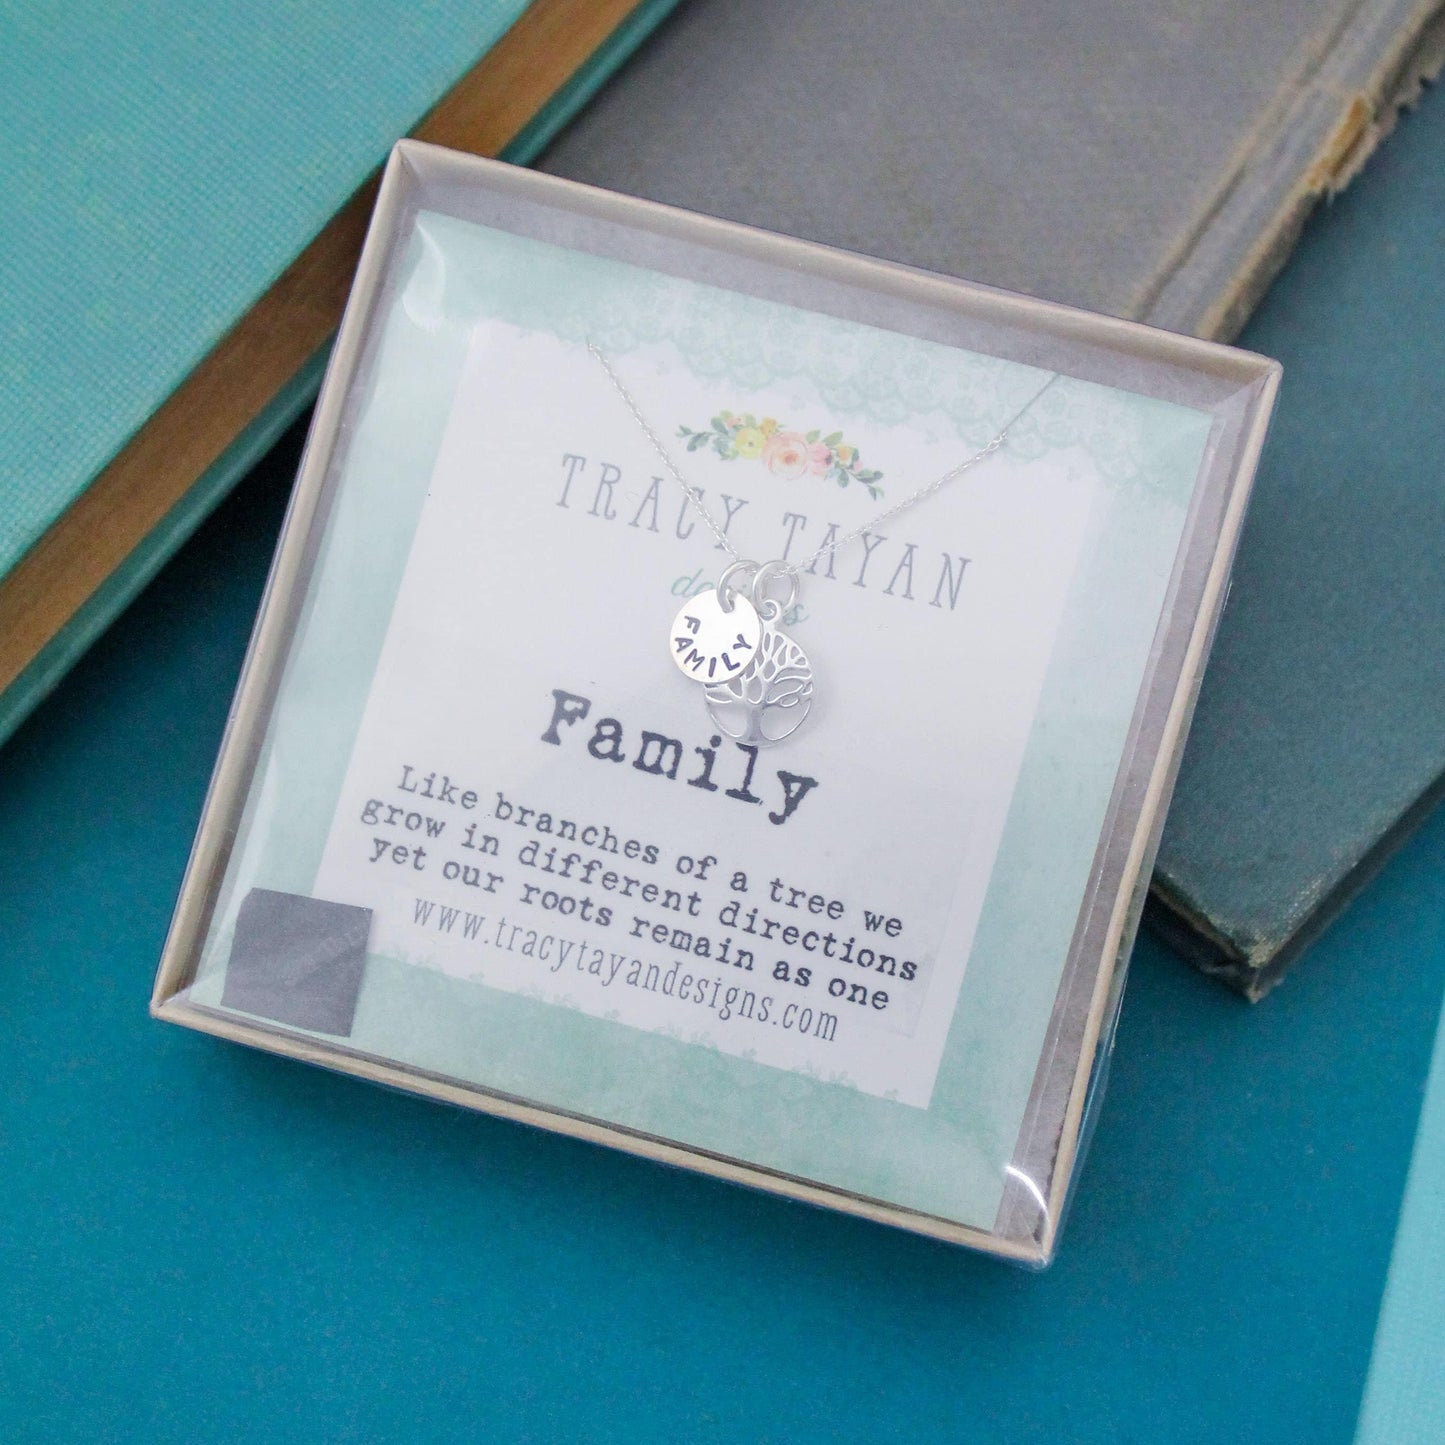 TRACY TAYAN
designs
FAMILY
Family
Like branches of a tree we
grow in different directions
yet our roots remain as one
www.tracytayandesigns.com